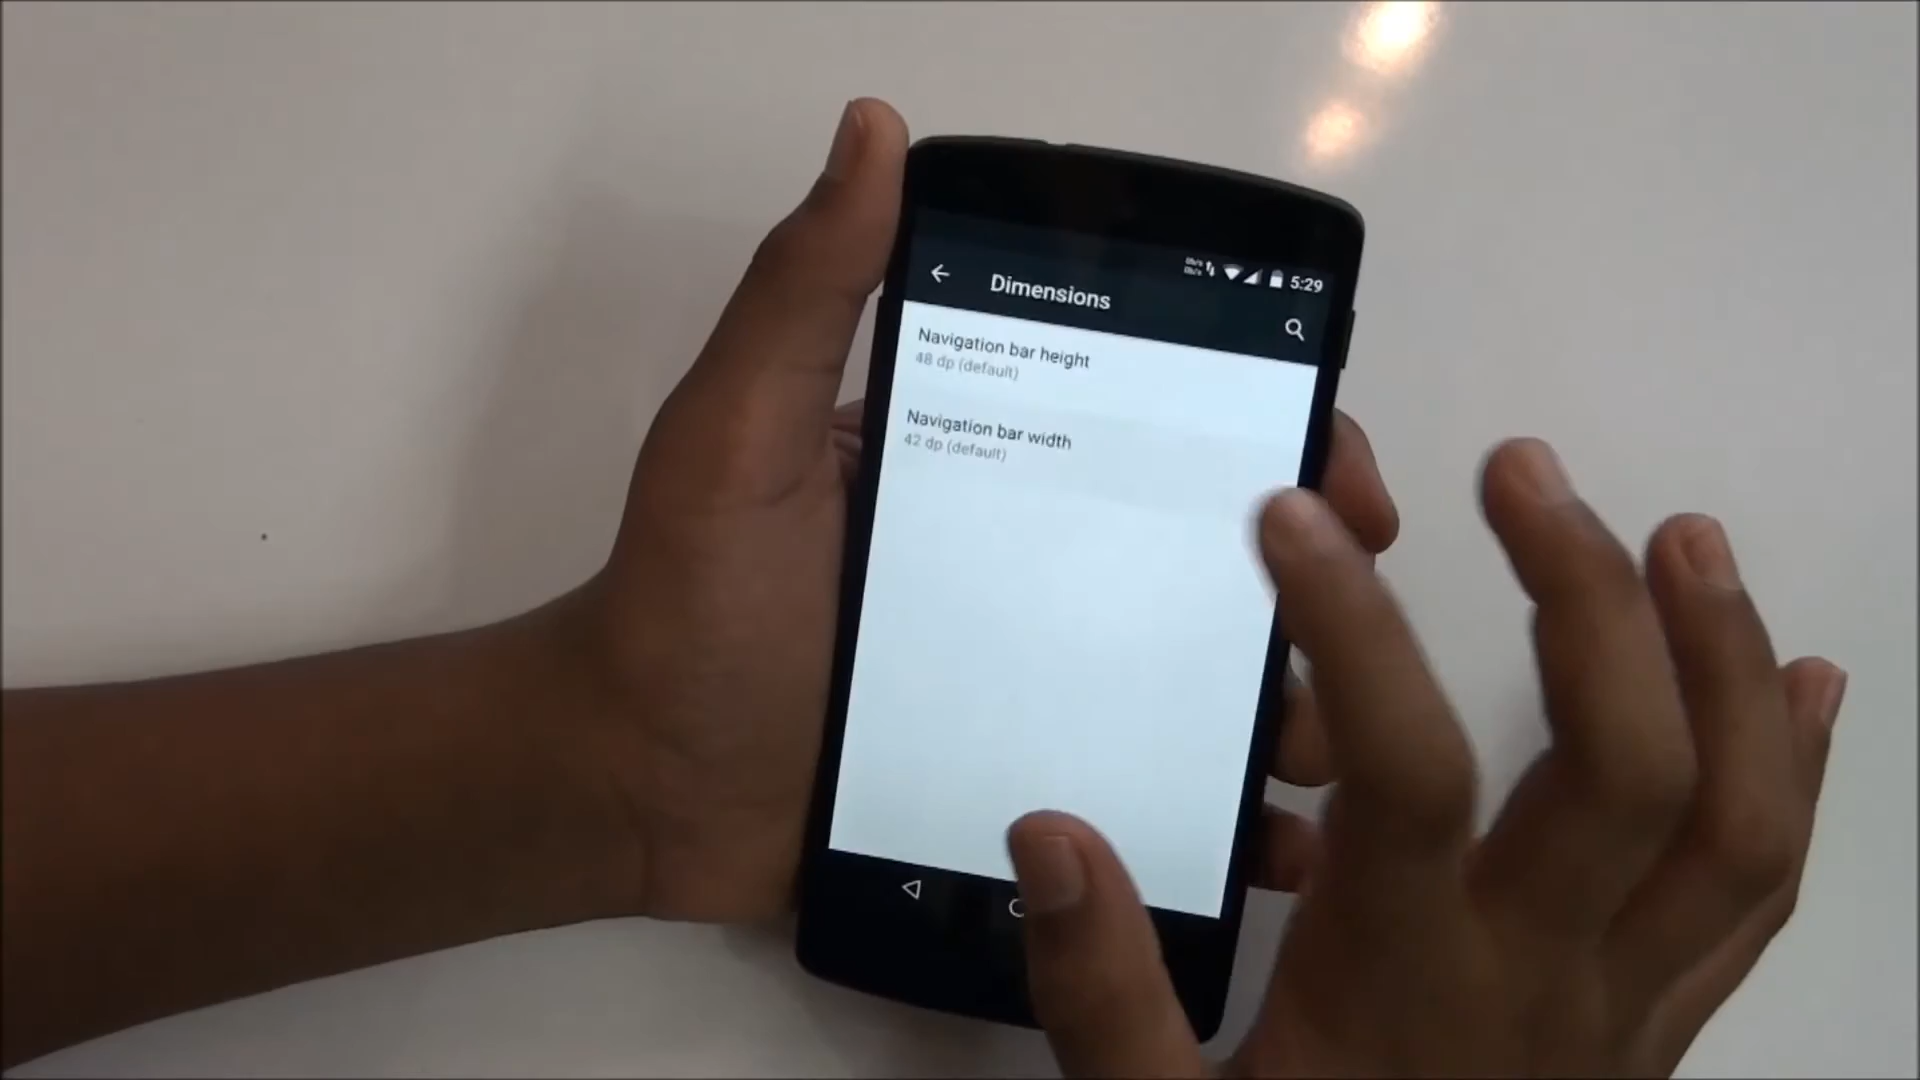 5:29
Dimensions
Navigation bar height
48 dp (default)
Navigation bar width
42 dp (default)